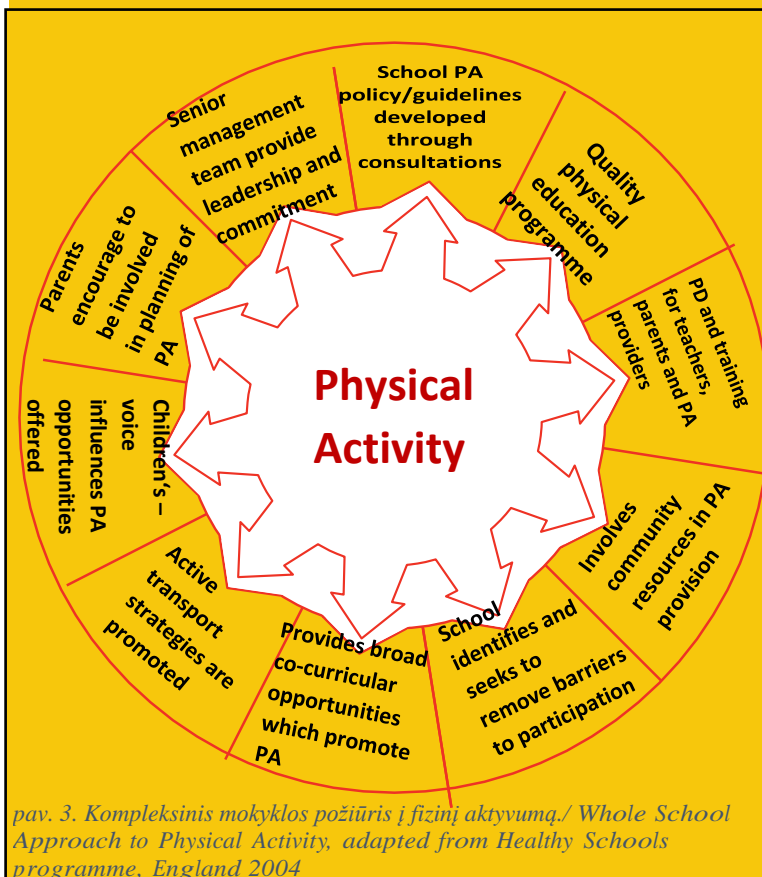 School PA
policy/guidelines
developed
through
consultations
Quality
physical
education
programme
PD and training
for teachers,
parents and PA
providers
Involves
community
resources in PA
provision
School
identifies and
seeks to
remove barriers
to participation
Provides broad
co-curricular
opportunities
which promote
PA
Active
transport
strategies are
promoted
Children's –
voice
influences PA
opportunities
offered
Parents
encourage to
be involved
in planning of
PA
Senior
management
team provide
leadership and
commitment
Physical
Activity
pav. 3. Kompleksinis mokyklos požiūris į fizinį aktyvumą./ Whole School
Approach to Physical Activity, adapted from Healthy Schools
programme, England 2004